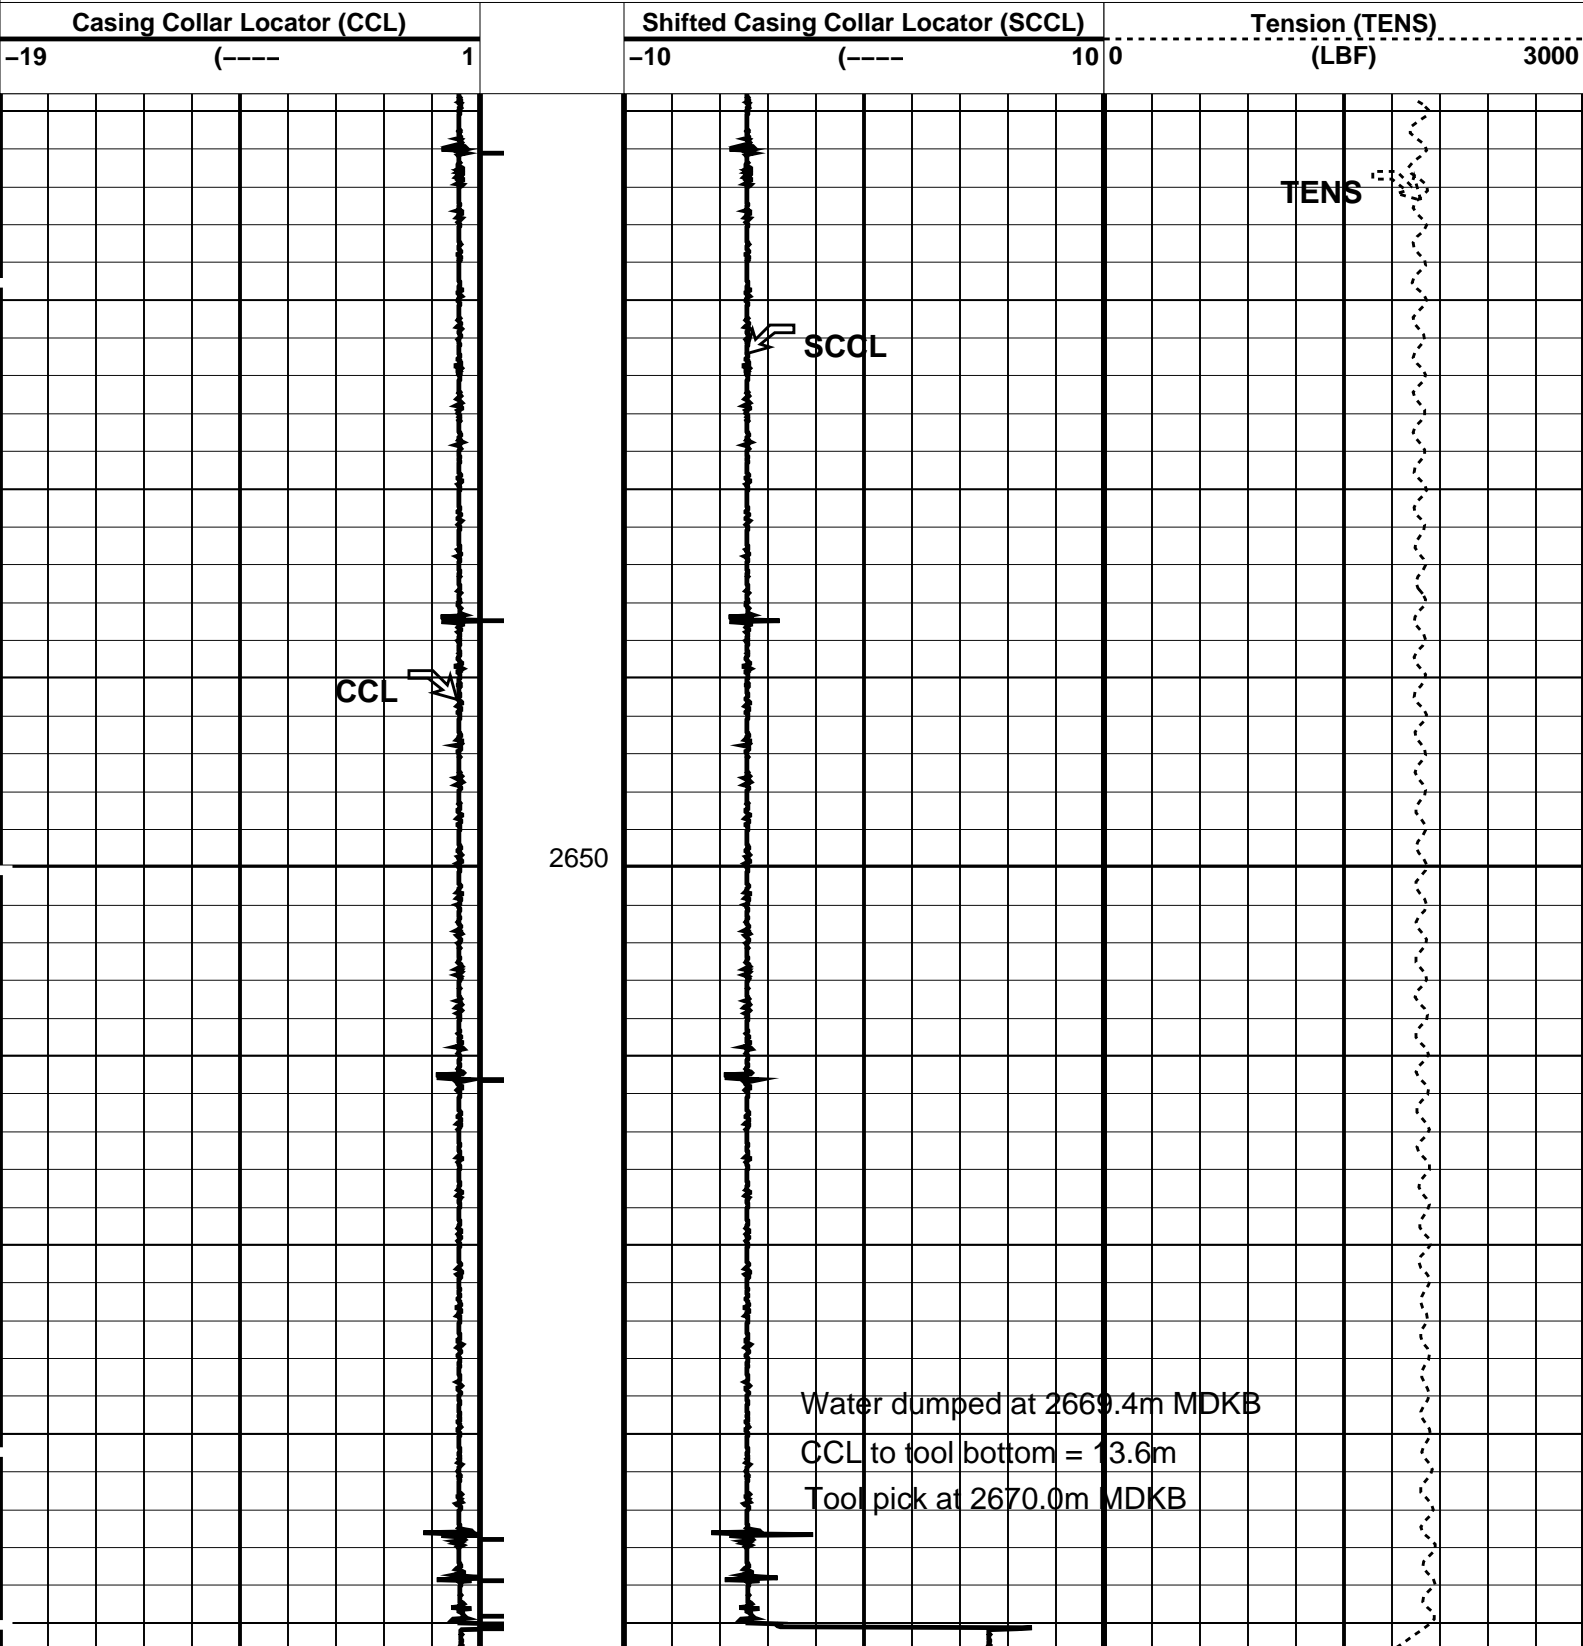 Casing Collar Locator (CCL)
−19 (−−−− 1
Shifted Casing Collar Locator (SCCL)
−10 (−−−− 10
Tension (TENS)
0 (LBF) 3000
TENS
SCCL
CCL
2650
Water dumped at 2669.4m MDKB
CCL to tool bottom = 13.6m
Tool pick at 2670.0m MDKB